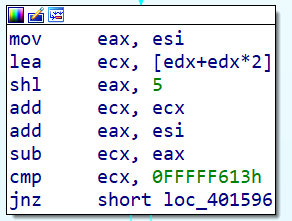 mov eax, esi
lea ecx, [edx+edx*2]
shl eax, 5
add ecx, ecx
add eax, esi
sub ecx, eax
cmp ecx, 0FFFFF613h
jnz short loc_401596